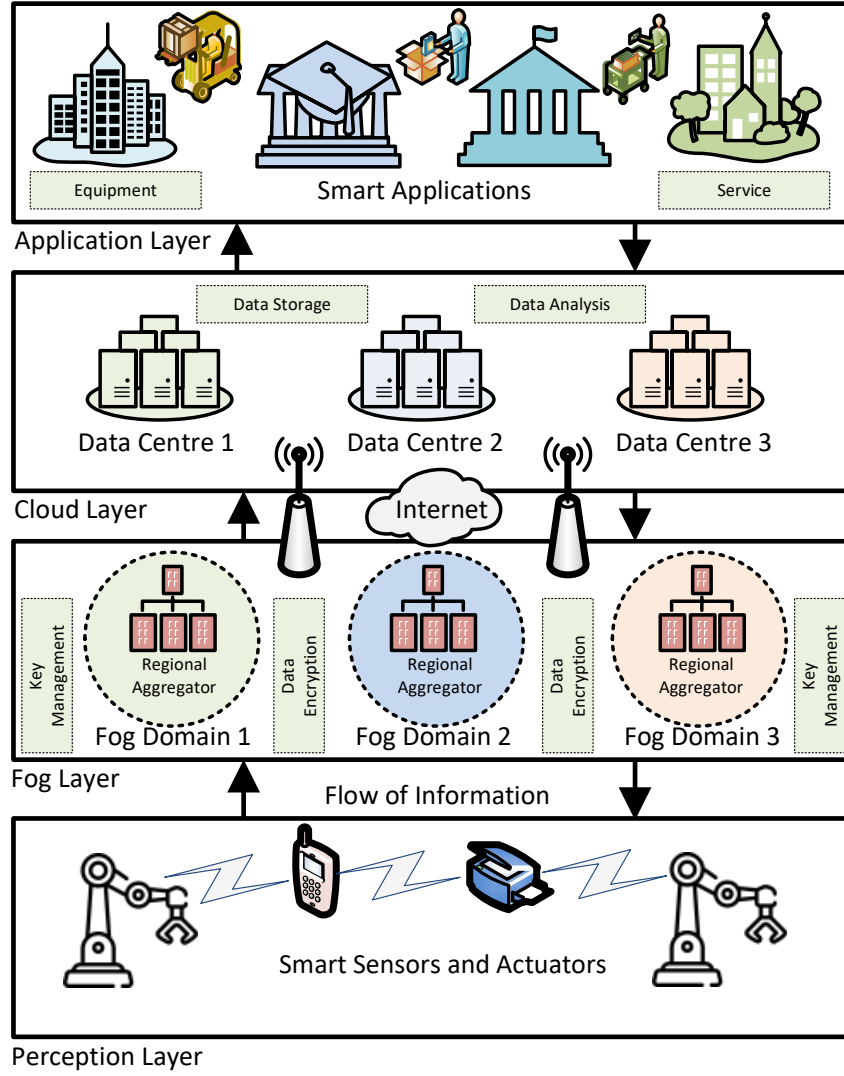 Equipment
Smart Applications
Service
Application Layer
Data Storage
Data Analysis
Data Centre 1
Data Centre 2
Data Centre 3
Cloud Layer
Internet
Key
Management
Regional
Aggregator
Fog Domain 1
Data
Encryption
Regional
Aggregator
Fog Domain 2
Data
Encryption
Regional
Aggregator
Fog Domain 3
Key
Management
Fog Layer
Flow of Information
Smart Sensors and Actuators
Perception Layer